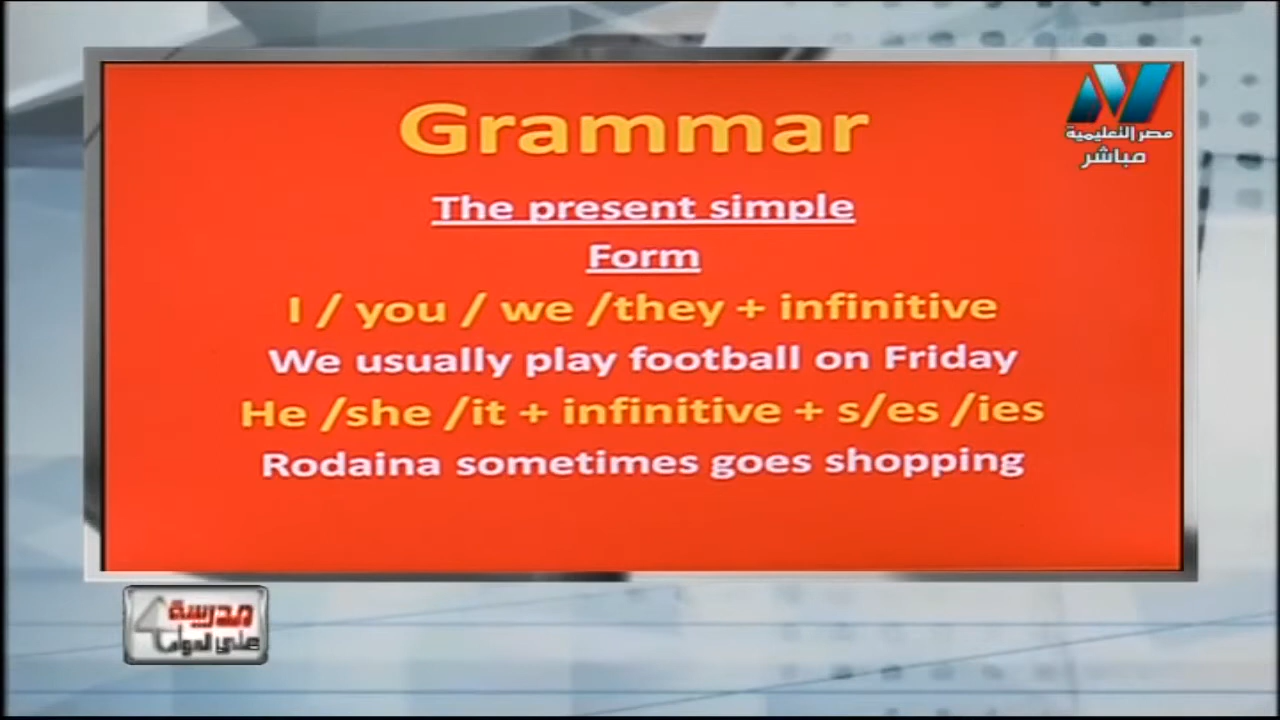 Grammar
مصر التعليمية
مباشر
The present simple
Form
I / you / we /they + infinitive
We usually play football on Friday
He /she /it + infinitive + s/es /ies
Rodaina sometimes goes shopping
مدرسة
على الهواء